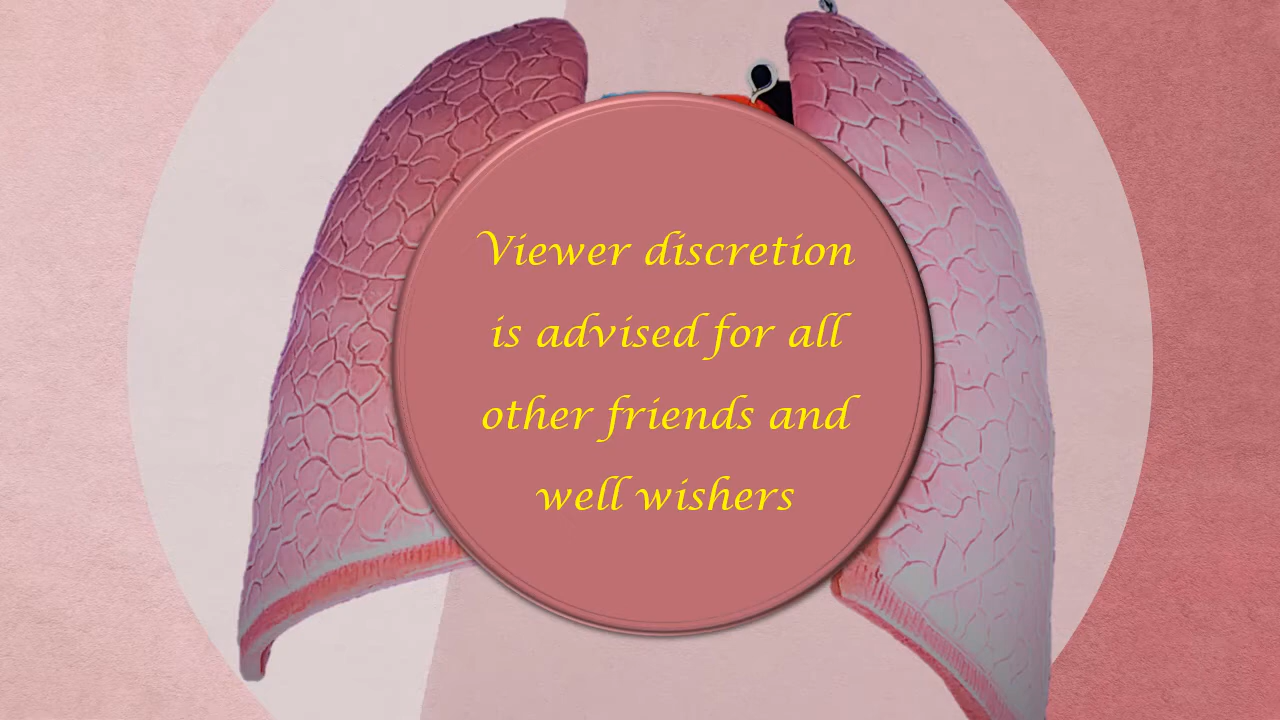 Viewer discretion
is advised for all
other friends and
well wishers